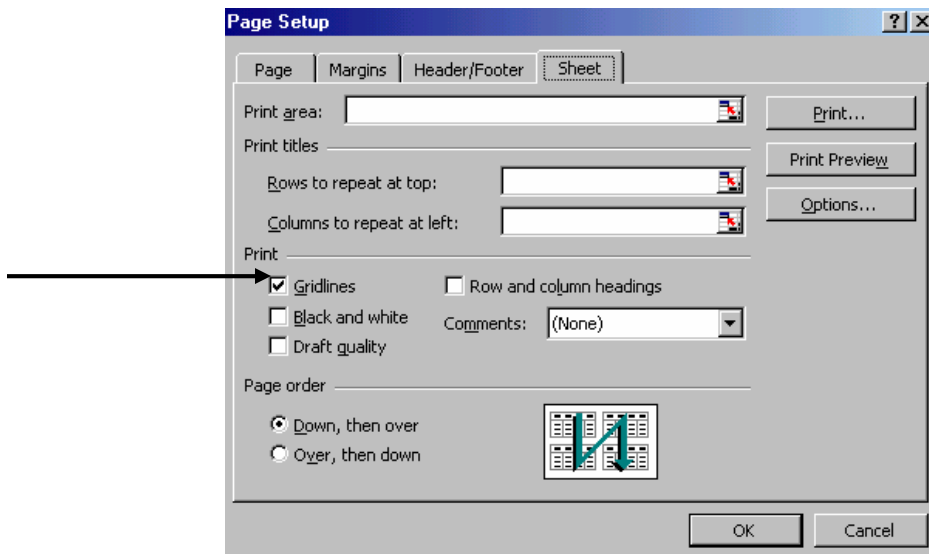 Page Setup
Page Margins Header/Footer Sheet
Print area:
Print...
Print titles
Print Preview
Rows to repeat at top:
Options...
Columns to repeat at left:
Print
Gridlines Row and column headings
Black and white Comments: (None)
Draft quality
Page order
Down, then over
Over, then down
OK Cancel